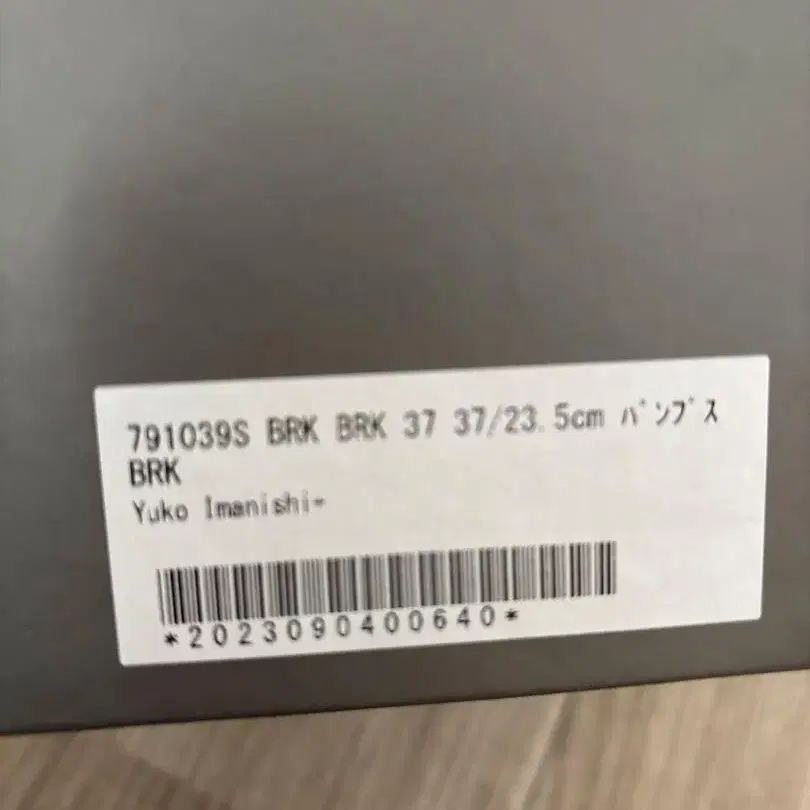 791039S BRK BRK 37 37/23.5cm パンプス
BRK
Yuko Imanishi-
*2023090400640*